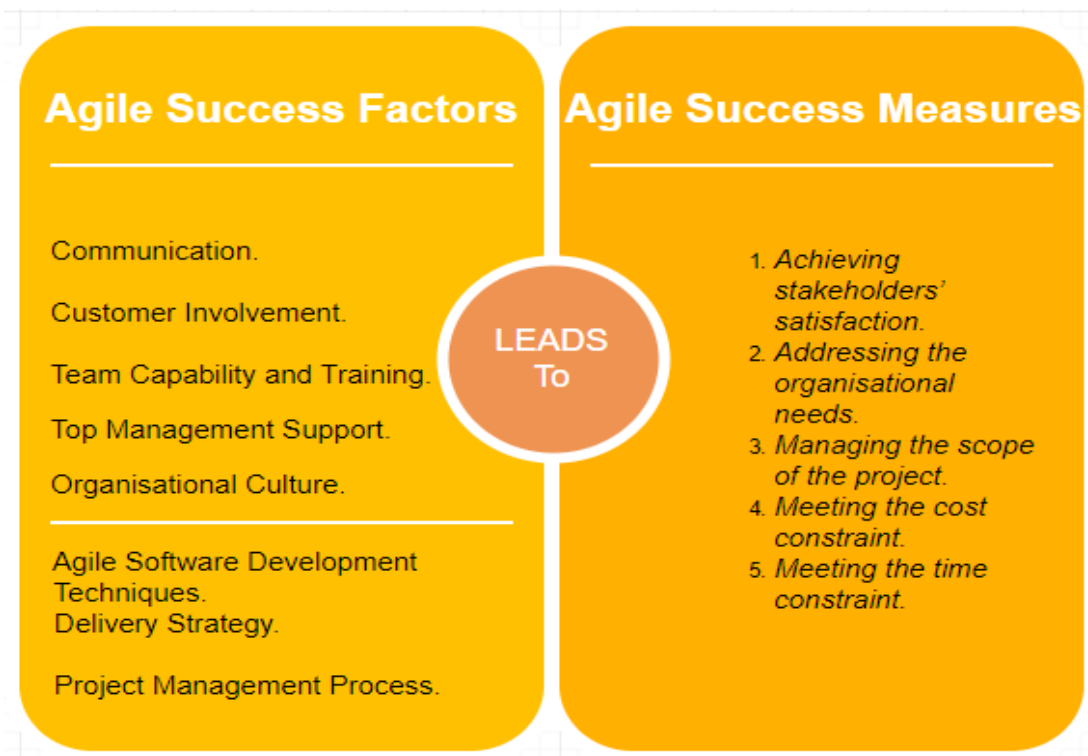 Agile Success Factors
Communication.
Customer Involvement.
Team Capability and Training.
Top Management Support.
Organisational Culture.
Agile Software Development
Techniques.
Delivery Strategy.
Project Management Process.
LEADS
To
Agile Success Measures
1. Achieving
stakeholders’
satisfaction.
2. Addressing the
organisational
needs.
3. Managing the scope
of the project.
4. Meeting the cost
constraint.
5. Meeting the time
constraint.